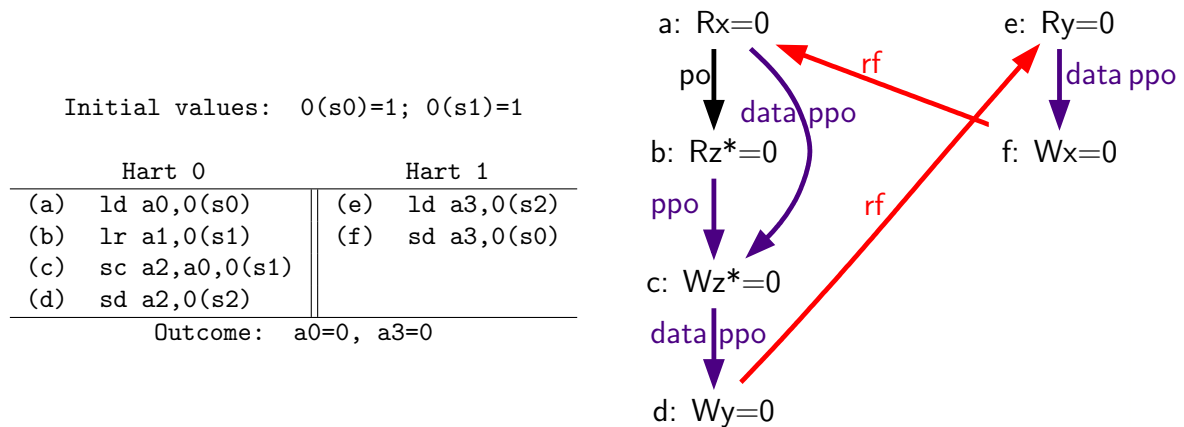 Initial values: 0(s0)=1; 0(s1)=1
Hart 0 Hart 1
(a) ld a0,0(s0) (e) ld a3,0(s2)
(b) lr a1,0(s1) (f) sd a3,0(s0)
(c) sc a2,a0,0(s1)
(d) sd a2,0(s2)
Outcome: a0=0, a3=0
a: Rx=0
e: Ry=0
po
rf
data ppo
data ppo
b: Rz*=0
f: Wx=0
ppo
rf
c: Wz*=0
data ppo
d: Wy=0